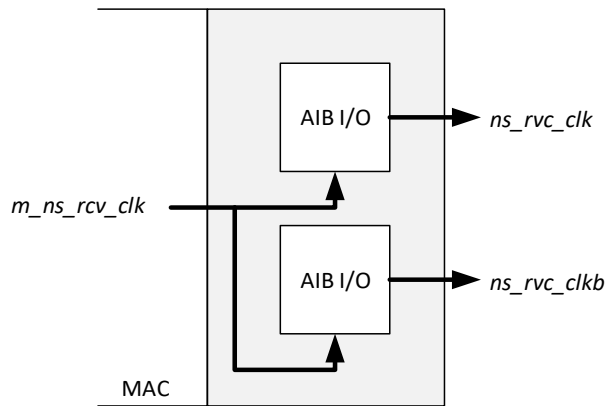 AIB I/O
ns_rvc_clk
m_ns_rcv_clk
AIB I/O
ns_rvc_clkb
MAC